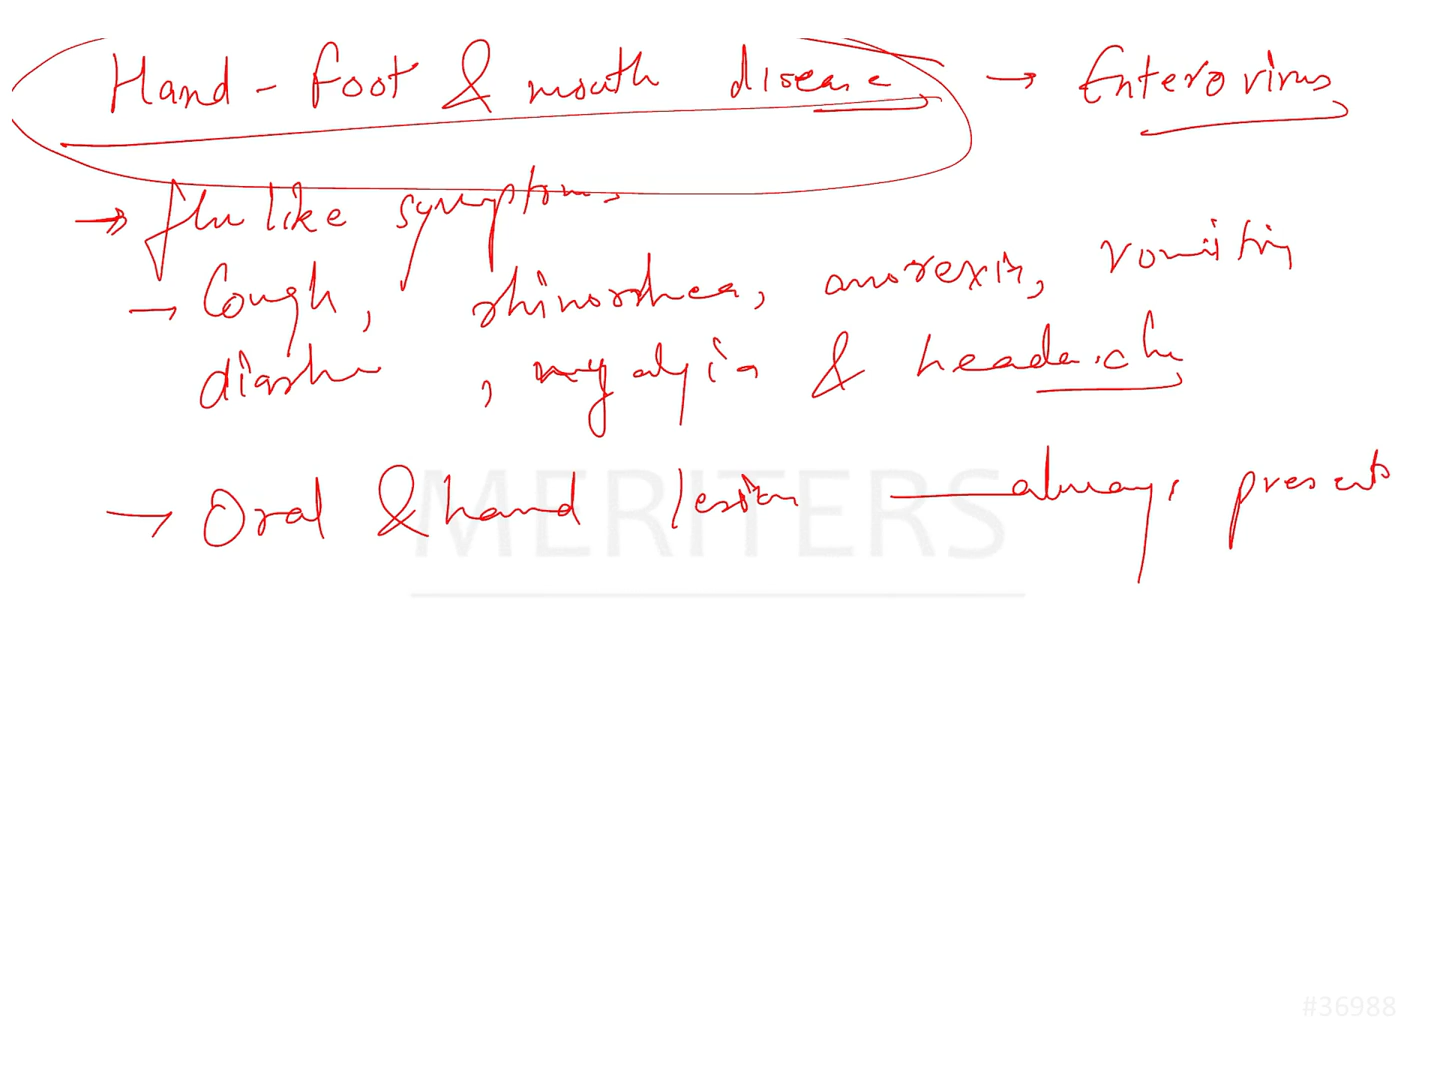 Hand - foot & mouth disease → Enterovirus
→ flu like symptoms
→ Cough, rhinorrhea, anorexia, vomiting
diarrhe , myalgia & headache
→ Oral & hand lesion — always present
MERITERS
#36988